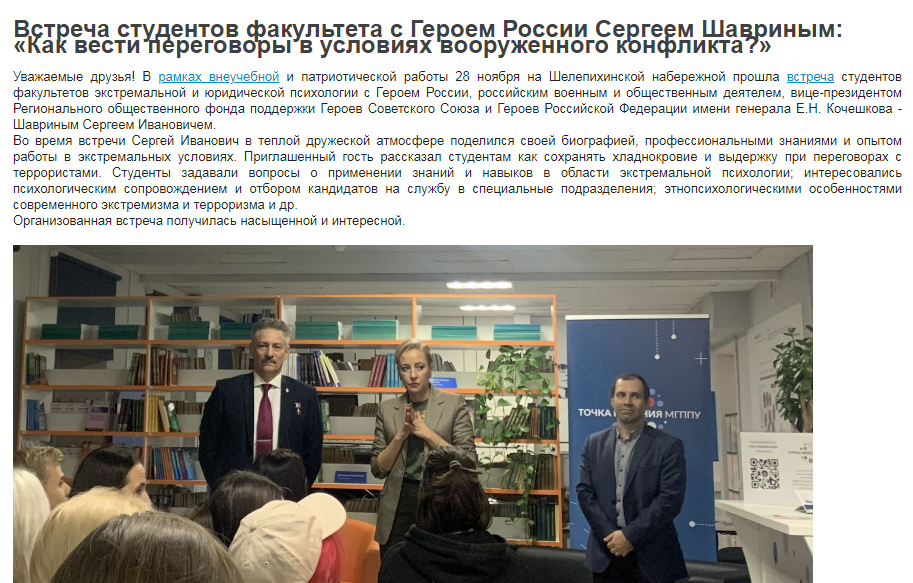 Встреча студентов факультета с Героем России Сергеем Шавриным:
«Как вести переговоры в условиях вооруженного конфликта?»
Уважаемые друзья! В рамках внеучебной и патриотической работы 28 ноября на Шелепихинской набережной прошла встреча студентов
факультетов экстремальной и юридической психологии с Героем России, российским военным и общественным деятелем, вице-президентом
Регионального общественного фонда поддержки Героев Советского Союза и Героев Российской Федерации имени генерала Е.Н. Кочешкова -
Шавриным Сергеем Ивановичем.
Во время встречи Сергей Иванович в теплой дружеской атмосфере поделился своей биографией, профессиональными знаниями и опытом
работы в экстремальных условиях. Приглашенный гость рассказал студентам как сохранять хладнокровие и выдержку при переговорах с
террористами. Студенты задавали вопросы о применении знаний и навыков в области экстремальной психологии; интересовались
психологическим сопровождением и отбором кандидатов на службу в специальные подразделения; этнопсихологическими особенностями
современного экстремизма и терроризма и др.
Организованная встреча получилась насыщенной и интересной.
ТОЧКА МГППУ